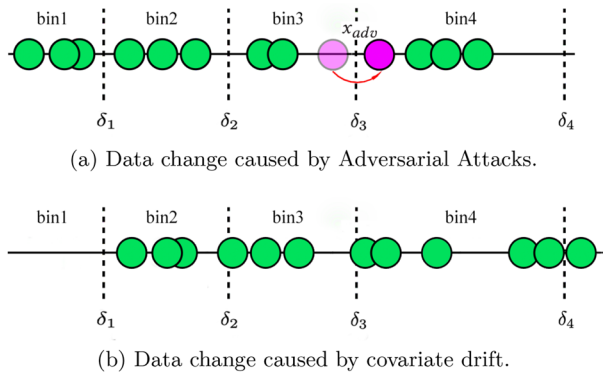 bin1 bin2 bin3 bin4
x_adv
δ₁ δ₂ δ₃ δ₄
(a) Data change caused by Adversarial Attacks.
bin1 bin2 bin3 bin4
δ₁ δ₂ δ₃ δ₄
(b) Data change caused by covariate drift.